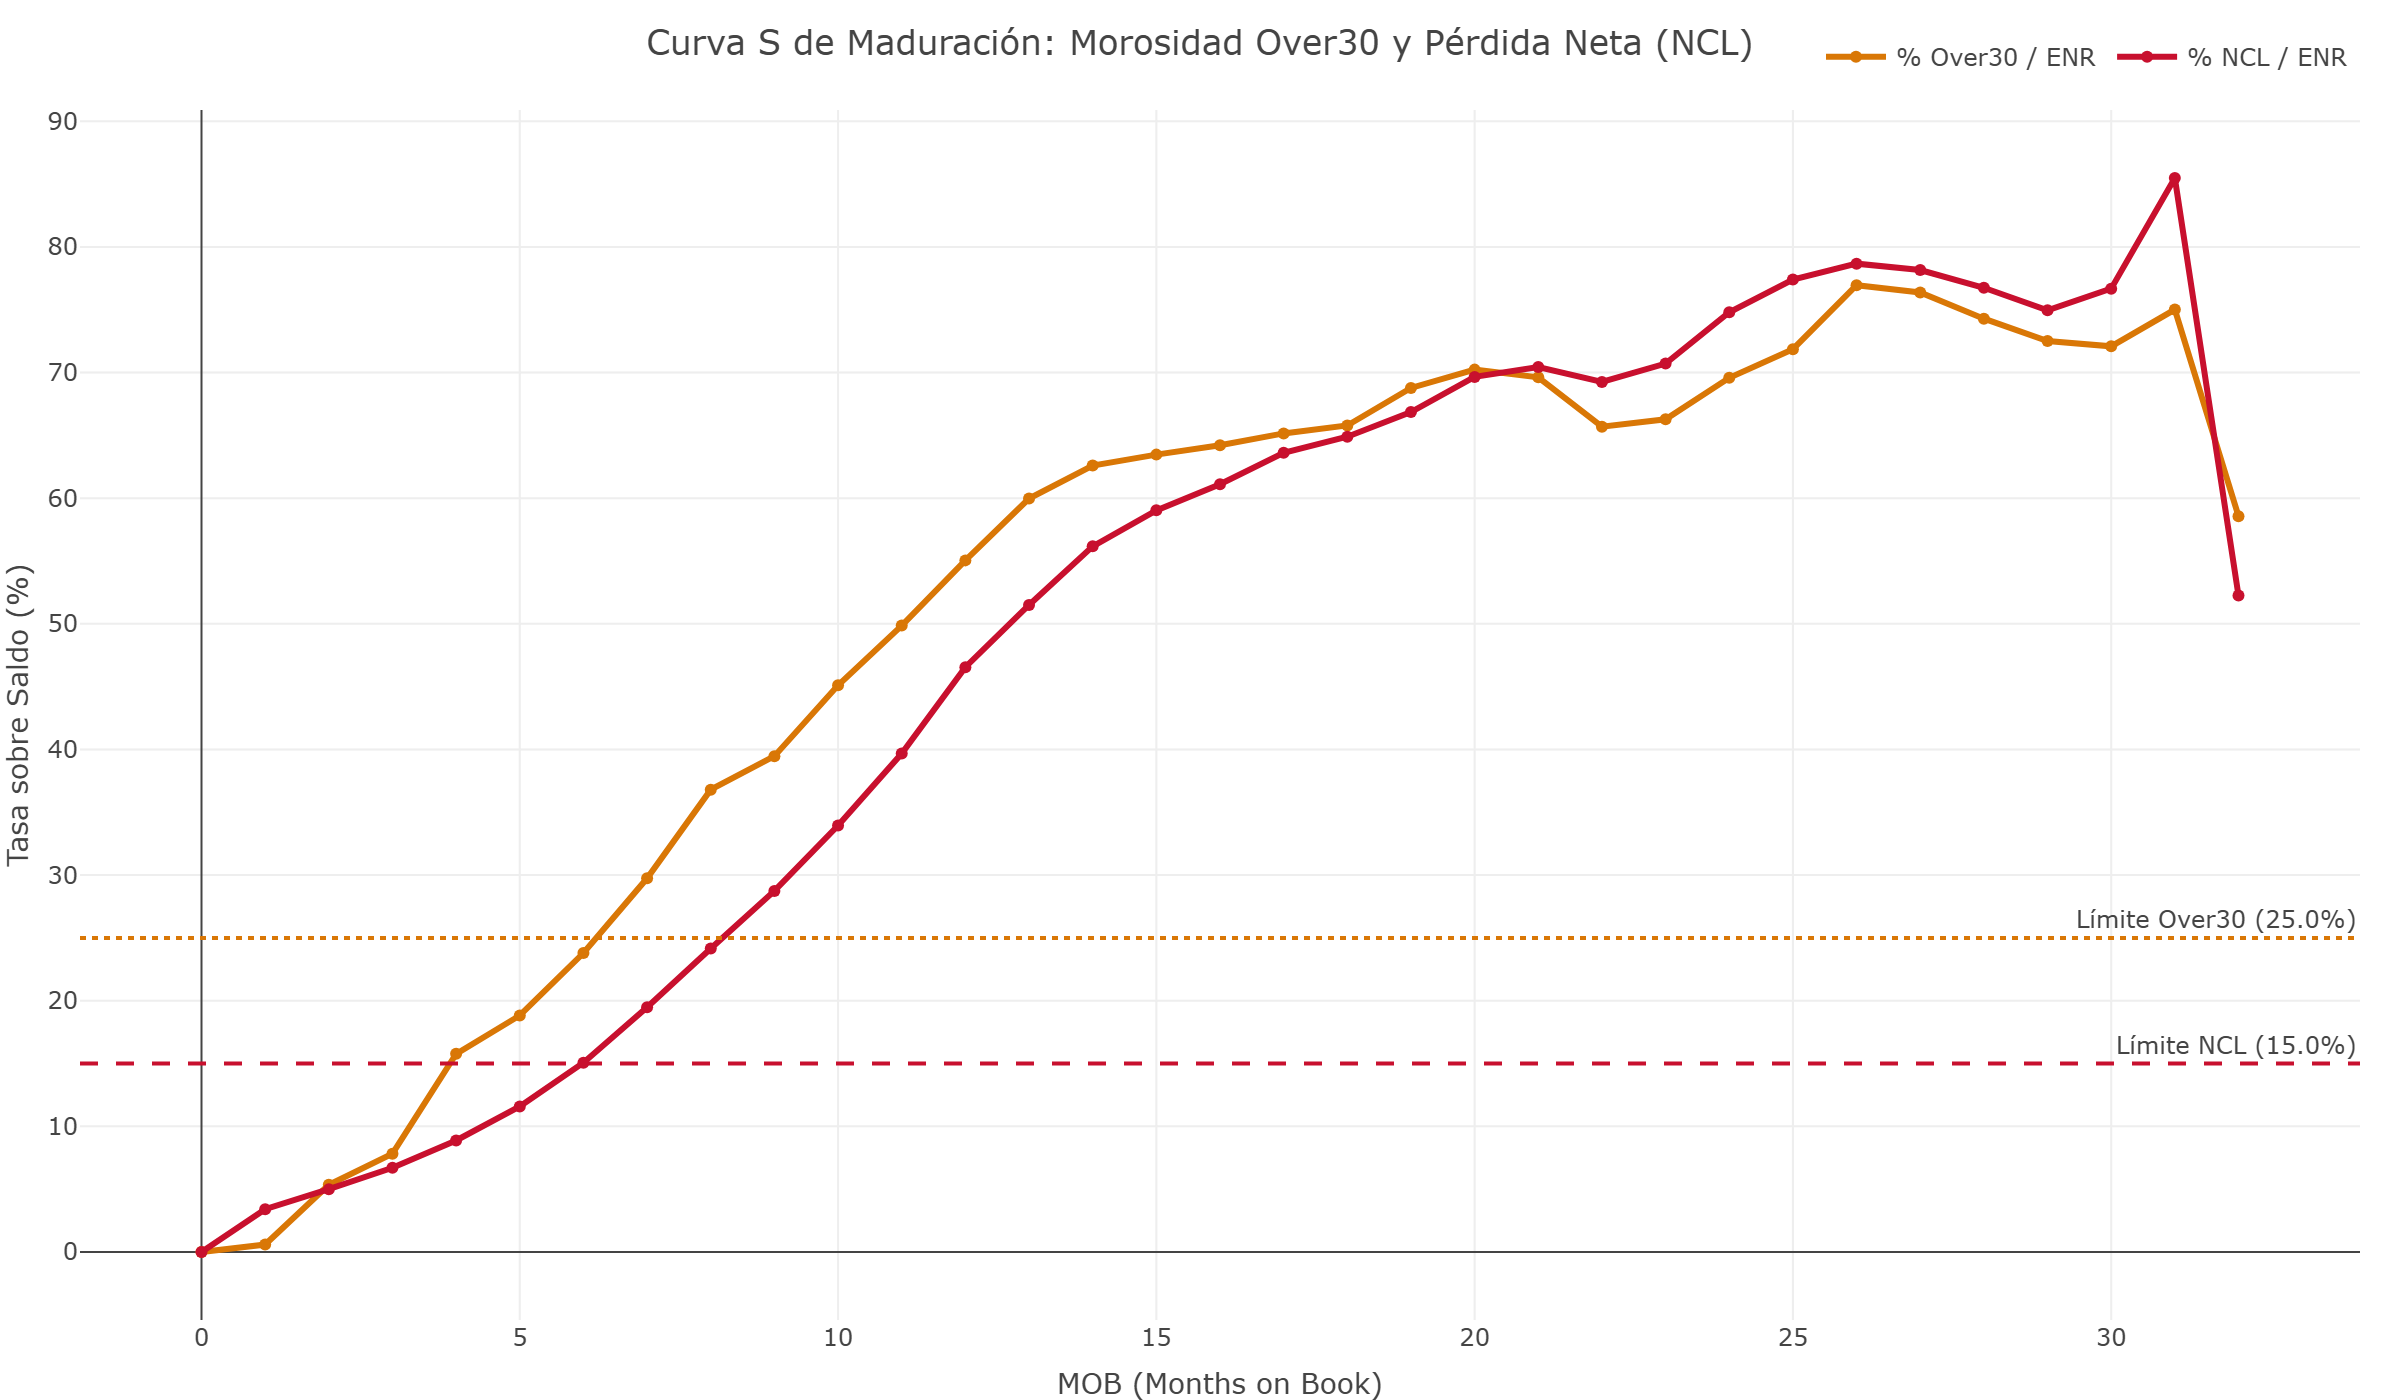 Curva S de Maduración: Morosidad Over30 y Pérdida Neta (NCL)
% Over30 / ENR
% NCL / ENR
Tasa sobre Saldo (%)
90
80
70
60
50
40
30
20
10
0
Límite Over30 (25.0%)
Límite NCL (15.0%)
0 5 10 15 20 25 30
MOB (Months on Book)